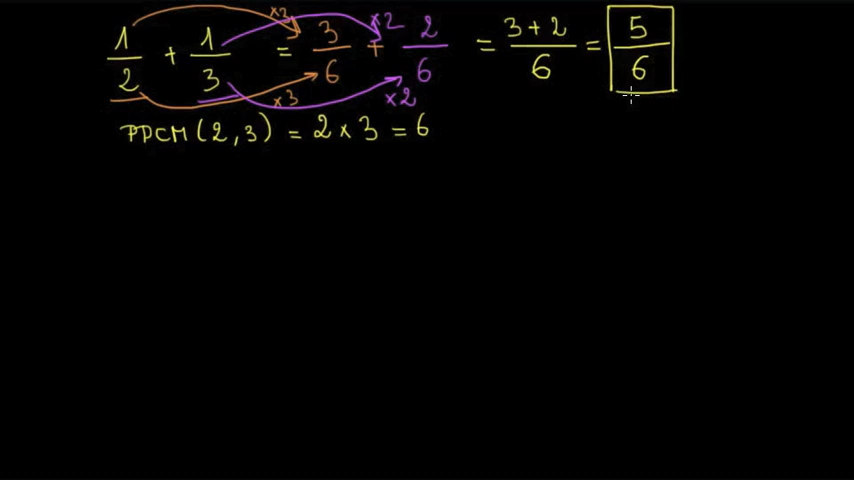 ×3 ×2
1/2 + 1/3 = 3/6 + 2/6 = 3+2/6 = 5/6
×3 ×2
PPCM(2,3) = 2 × 3 = 6